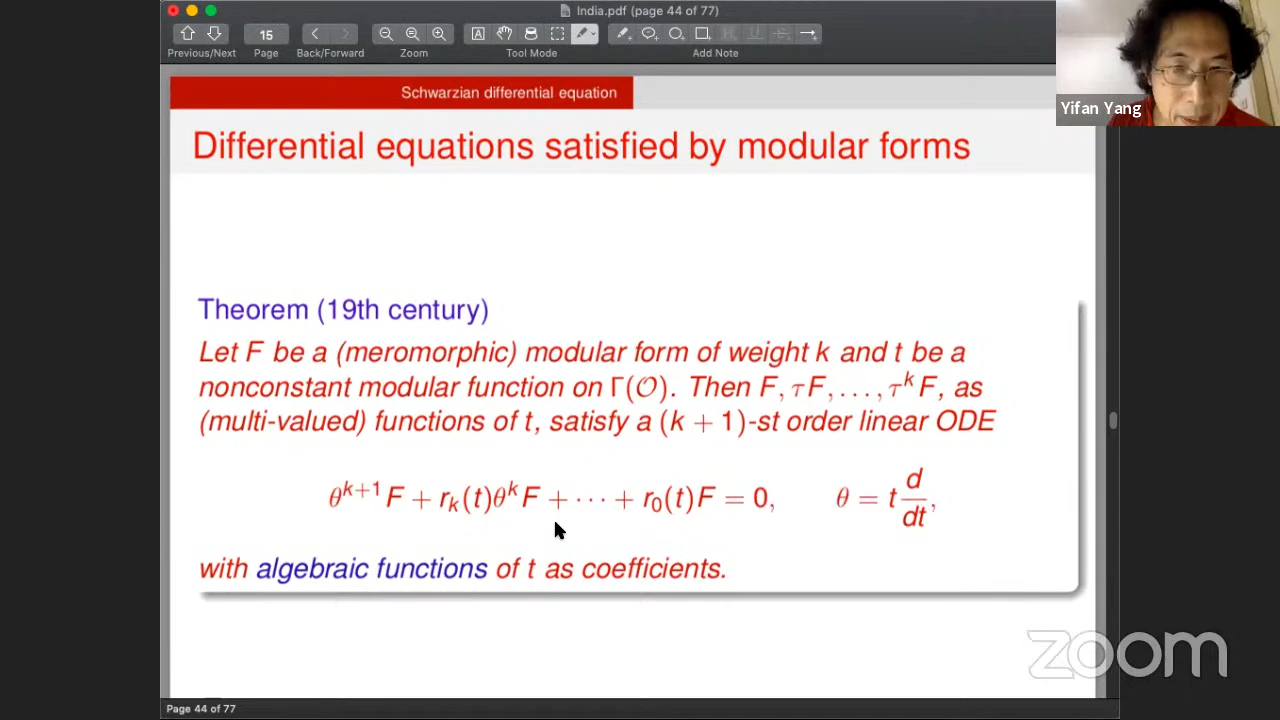 India.pdf (page 44 of 77)
15
Previous/Next Page Back/Forward Zoom Tool Mode Add Note
Yifan Yang
Schwarzian differential equation
Differential equations satisfied by modular forms
Theorem (19th century)
Let F be a (meromorphic) modular form of weight k and t be a
nonconstant modular function on Γ(𝒪). Then F, τF, . . . , τ^k F, as
(multi-valued) functions of t, satisfy a (k + 1)-st order linear ODE
θ^{k+1} F + r_k(t)θ^k F + · · · + r_0(t)F = 0, θ = t d/dt,
with algebraic functions of t as coefficients.
zoom
Page 44 of 77